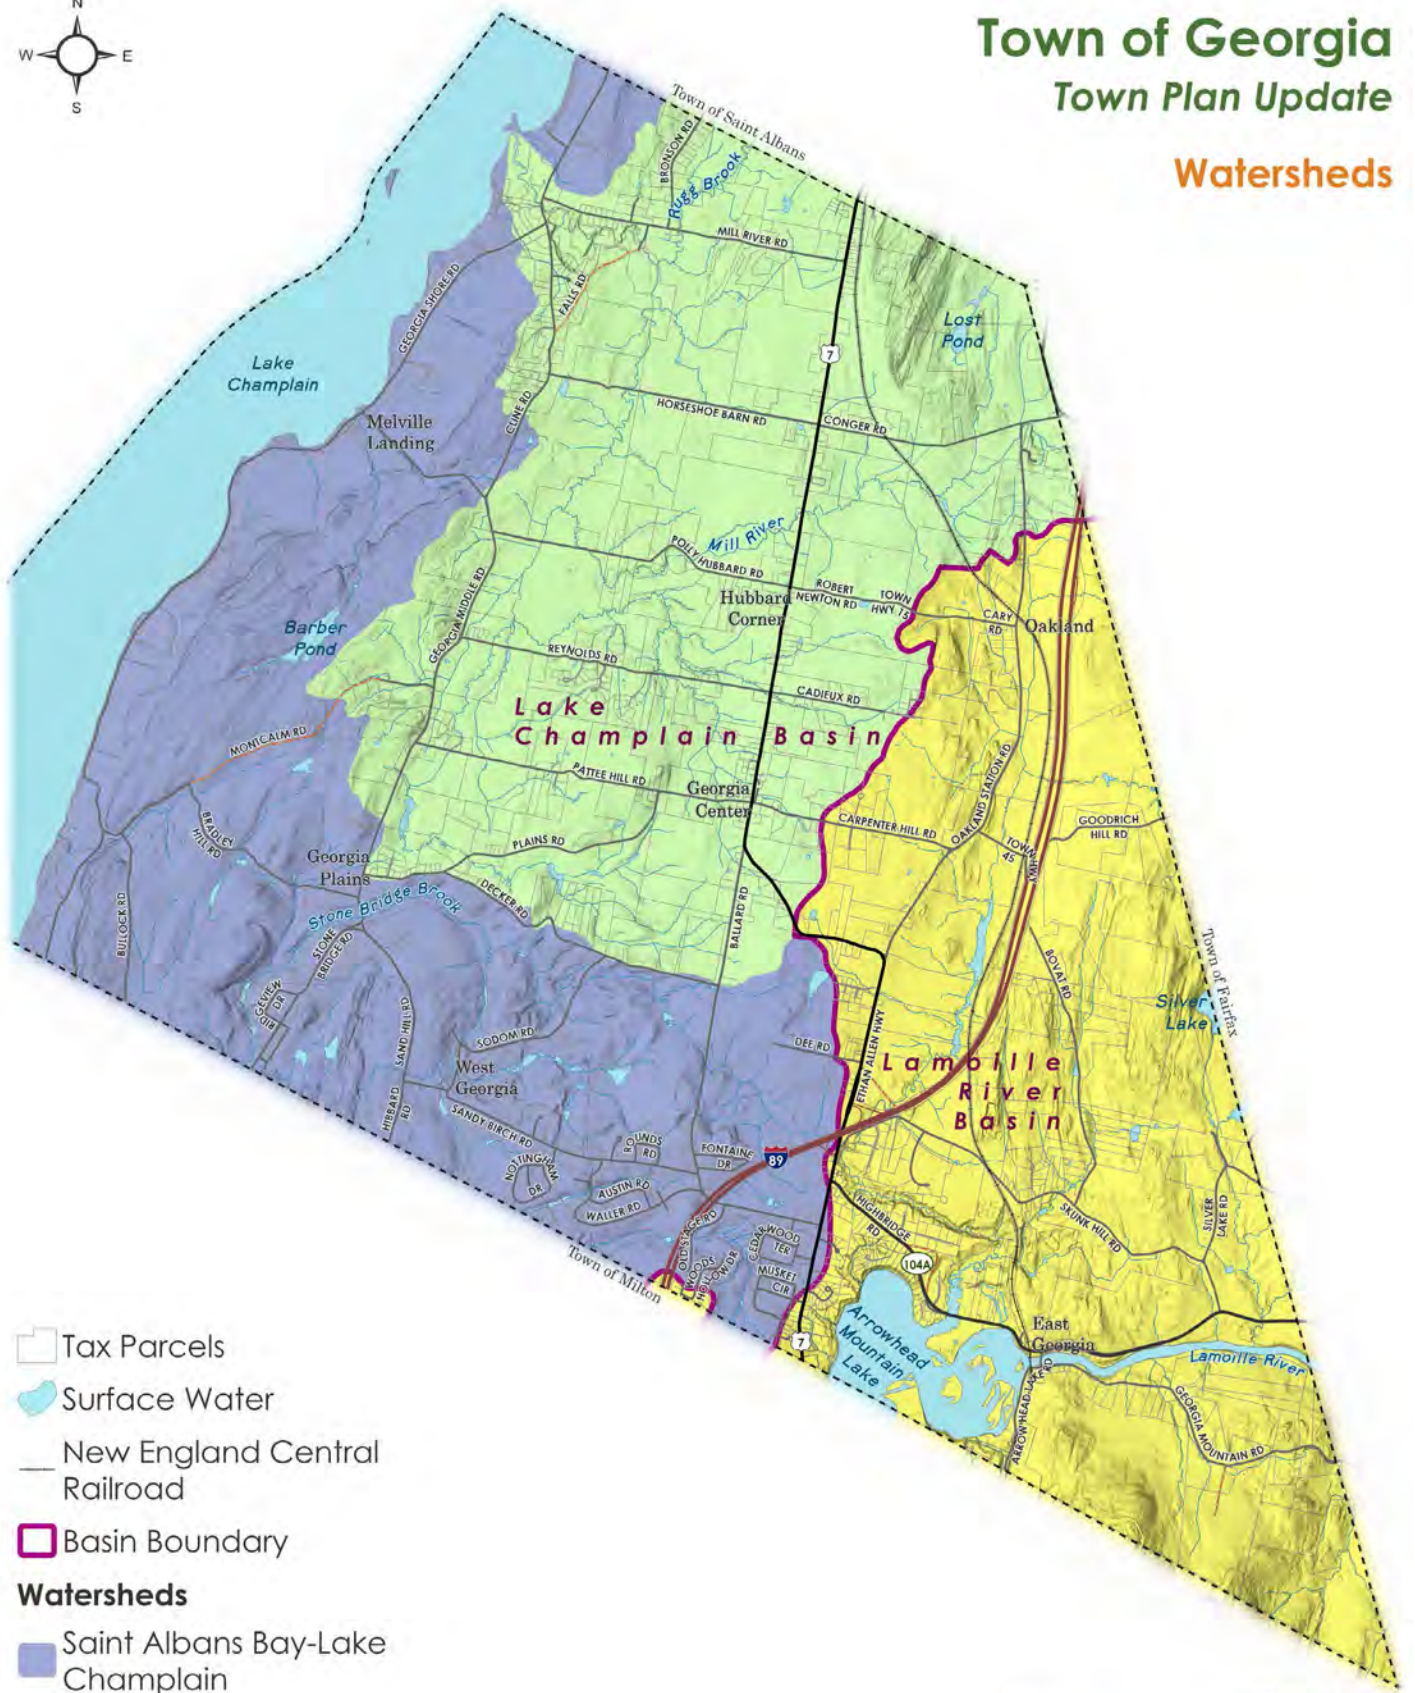 N
W E
S
Town of Georgia
Town Plan Update
Watersheds
Town of Saint Albans
BRONSON RD
Rugg Brook
MILL RIVER RD
GEORGIA SHORE RD
FALLS RD
Lost
Pond
7
Lake
Champlain
CLINE RD
HORSESHOE BARN RD
CONGER RD
Melville
Landing
Mill River
POLLY HUBBARD RD
GEORGIA MIDDLE RD
ROBERT
NEWTON RD
TOWN
HWY 15
Hubbard
Corner
CARY
RD
Oakland
Barber
Pond
REYNOLDS RD
CADIEUX RD
Lake
Champlain Basin
MONTCALM RD
PATTEE HILL RD
Georgia
Center
OAKLAND STATION RD
CARPENTER HILL RD
GOODRICH
HILL RD
TOWN HWY
45
BRADLEY
HILL RD
PLAINS RD
Georgia
Plains
DECKER RD
Stone Bridge Brook
BULLOCK RD
STONE
BRIDGE RD
BALLARD RD
BOVAT RD
Town of Fairfax
RIDGEVIEW
DR
SAND HILL RD
Silver
Lake
SODOM RD
DEE RD
ETHAN ALLEN HWY
Lamoille
River
Basin
West
Georgia
HIBBARD
RD
SANDY BIRCH RD
ROUNDS
RD
FONTAINE
DR
89
NOTTINGHAM
DR
AUSTIN RD
WALLER RD
OLD STAGE RD
HIGHBRIDGE
RD
SKUNK HILL RD
SILVER
LAKE RD
CEDARWOOD
TER
WOODS
HOLLOW DR
MUSKET
CIR
104A
Town of Milton
7
Arrowhead
Mountain
Lake
East
Georgia
Lamoille River
ARROWHEAD LAKE RD
GEORGIA MOUNTAIN RD
Tax Parcels
Surface Water
New England Central
Railroad
Basin Boundary
Watersheds
Saint Albans Bay-Lake
Champlain